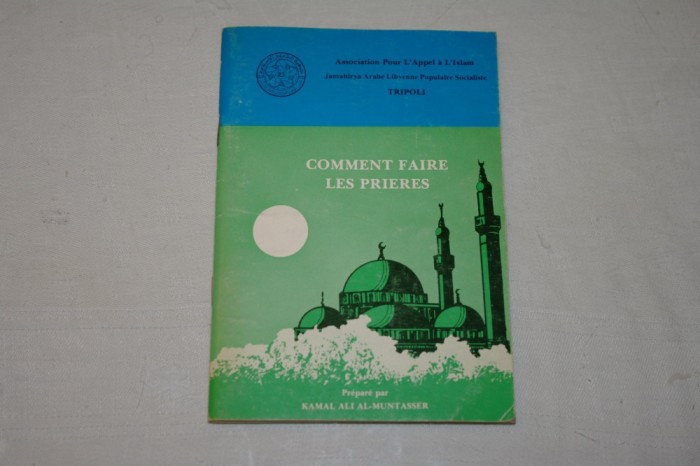 Association Pour L'Appel à L'Islam
Jamahirya Arabe Libyenne Populaire Socialiste
TRIPOLI
COMMENT FAIRE
LES PRIERES
Préparé par
KAMAL ALI AL-MUNTASSER